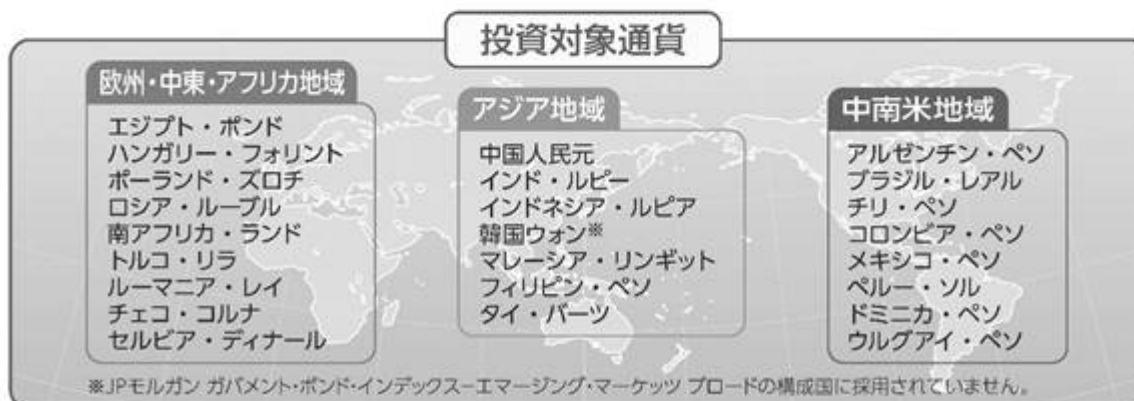 投資対象通貨
欧州・中東・アフリカ地域
エジプト・ポンド
ハンガリー・フォリント
ポーランド・ズロチ
ロシア・ルーブル
南アフリカ・ランド
トルコ・リラ
ルーマニア・レイ
チェコ・コルナ
セルビア・ディナール
アジア地域
中国人民元
インド・ルピー
インドネシア・ルピア
韓国ウォン※
マレーシア・リンギット
フィリピン・ペソ
タイ・バーツ
中南米地域
アルゼンチン・ペソ
ブラジル・レアル
チリ・ペソ
コロンビア・ペソ
メキシコ・ペソ
ペルー・ソル
ドミニカ・ペソ
ウルグアイ・ペソ
※JPモルガン ガバメント・ボンド・インデックス－エマージング・マーケッツ ブロードの構成国に採用されていません。